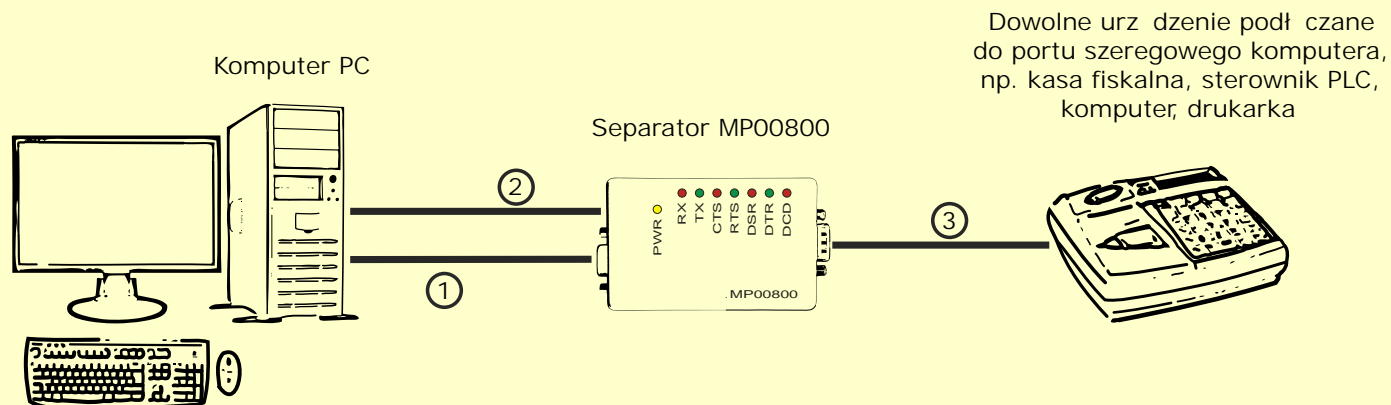 Dowolne urz dzenie podł czane
do portu szeregowego komputera,
np. kasa fiskalna, sterownik PLC,
komputer, drukarka
Komputer PC
Separator MP00800
2
1
3
PWR
RX
TX
CTS
RTS
DSR
DTR
DCD
.MP00800